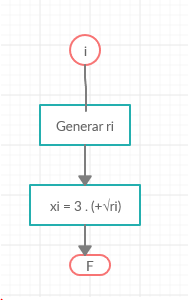 i
Generar ri
xi = 3 . (+√ri)
F